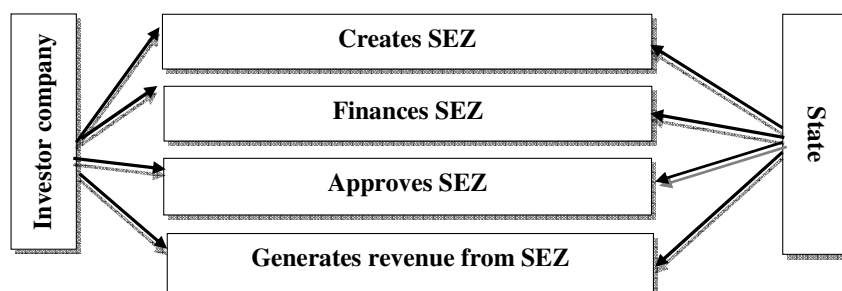 Investor company
Creates SEZ
Finances SEZ
Approves SEZ
Generates revenue from SEZ
State